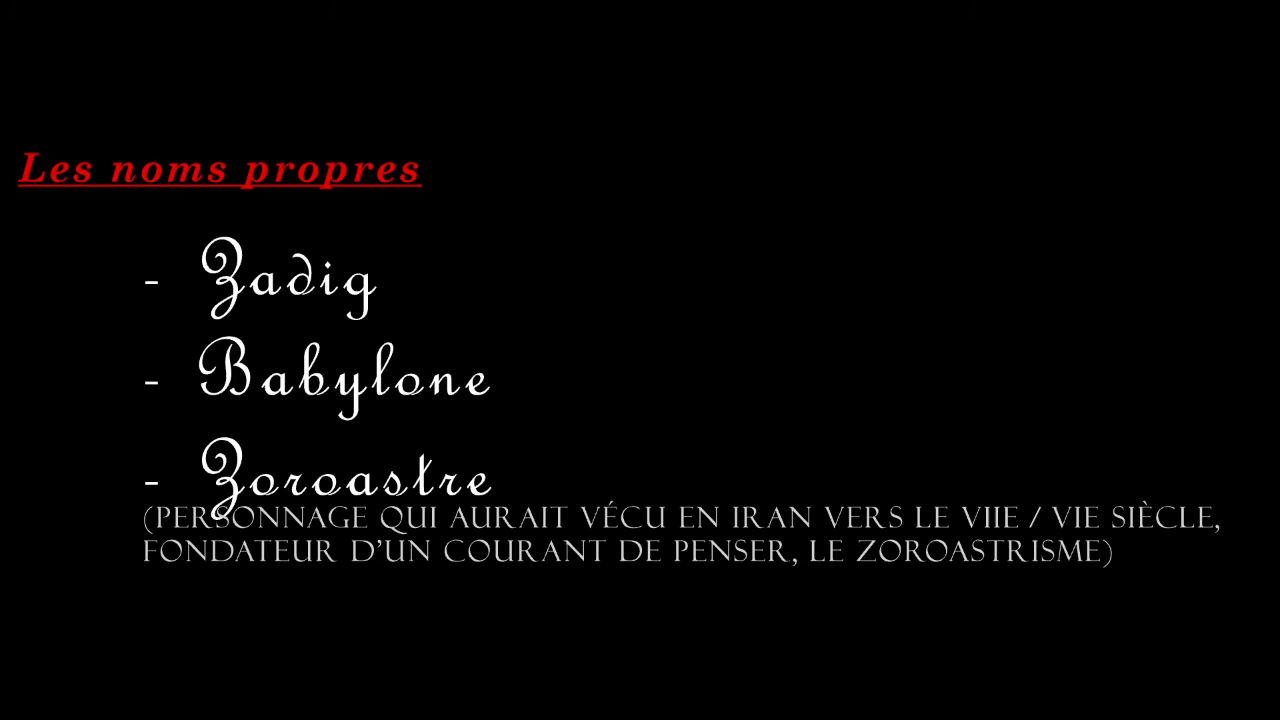 Les noms propres
- Zadig
- Babylone
- Zoroastre
(PERSONNAGE QUI AURAIT VÉCU EN IRAN VERS LE VIIE / VIE SIÈCLE,
FONDATEUR D'UN COURANT DE PENSER, LE ZOROASTRISME)